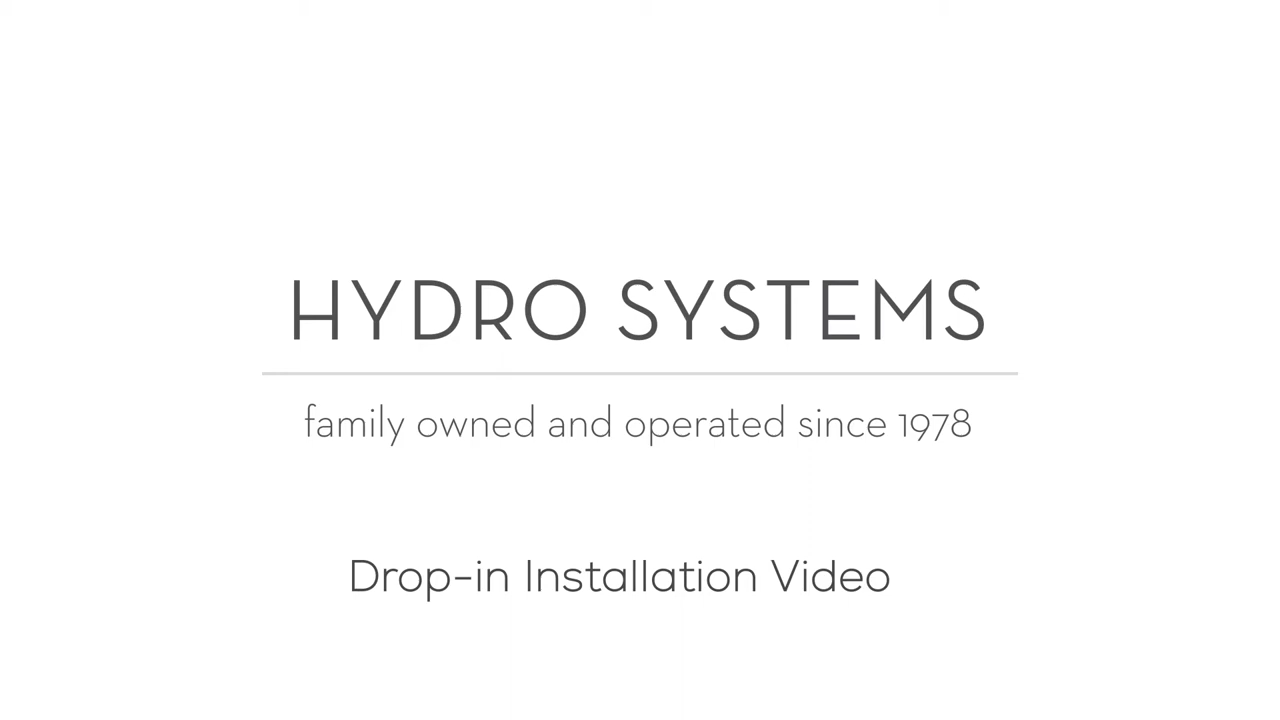 HYDRO SYSTEMS
family owned and operated since 1978
Drop-in Installation Video